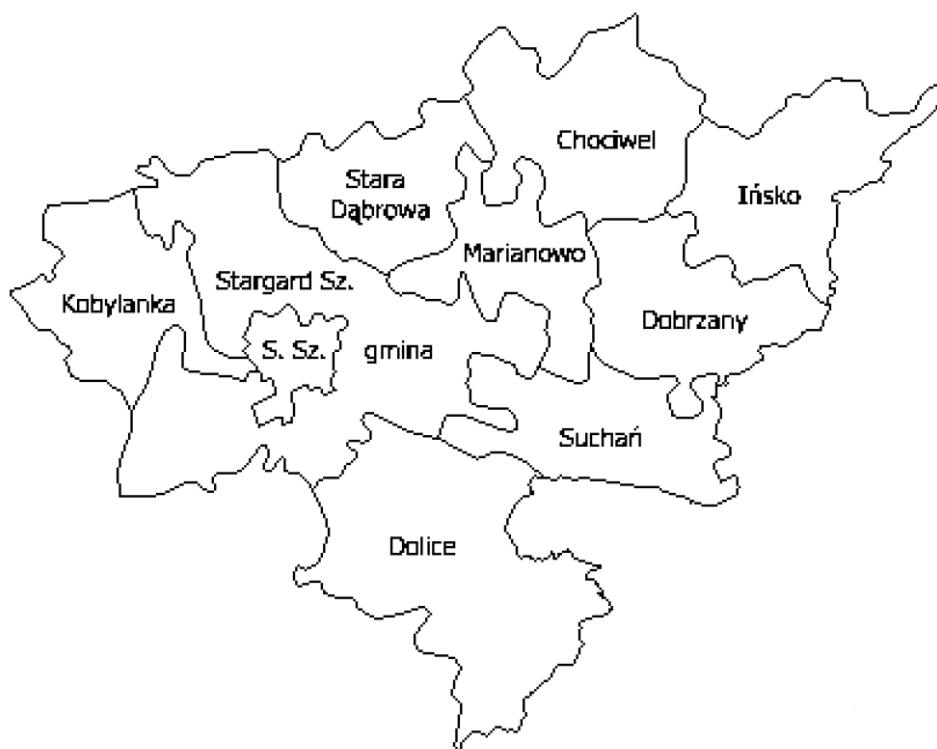 Chociwel
Stara
Dąbrowa
Ińsko
Marianowo
Stargard Sz.
Kobylanka
Dobrzany
S. Sz.
gmina
Suchań
Dolice